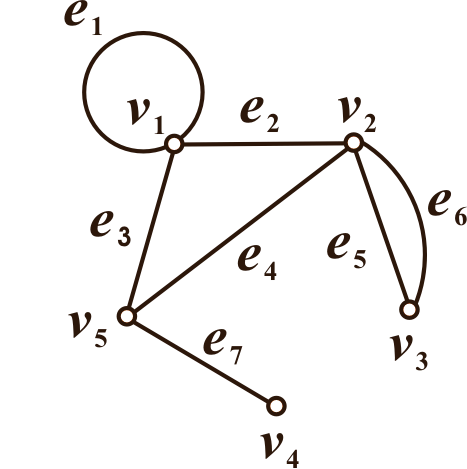 e₁
v₁
e₂
v₂
e₃
e₄
e₅
e₆
v₅
e₇
v₃
v₄